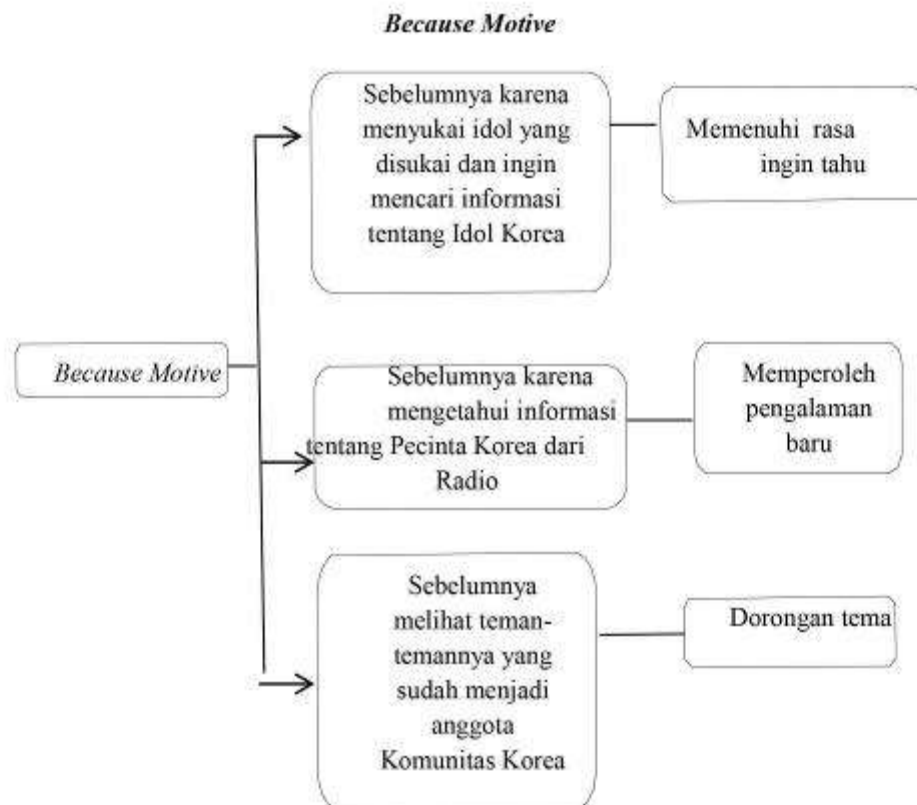 Because Motive
Sebelumnya karena
menyukai idol yang
disukai dan ingin
mencari informasi
tentang Idol Korea
Memenuhi rasa
ingin tahu
Because Motive
Sebelumnya karena
mengetahui informasi
tentang Pecinta Korea dari
Radio
Memperoleh
pengalaman
baru
Sebelumnya
melihat teman-
temannya yang
sudah menjadi
anggota
Komunitas Korea
Dorongan tema